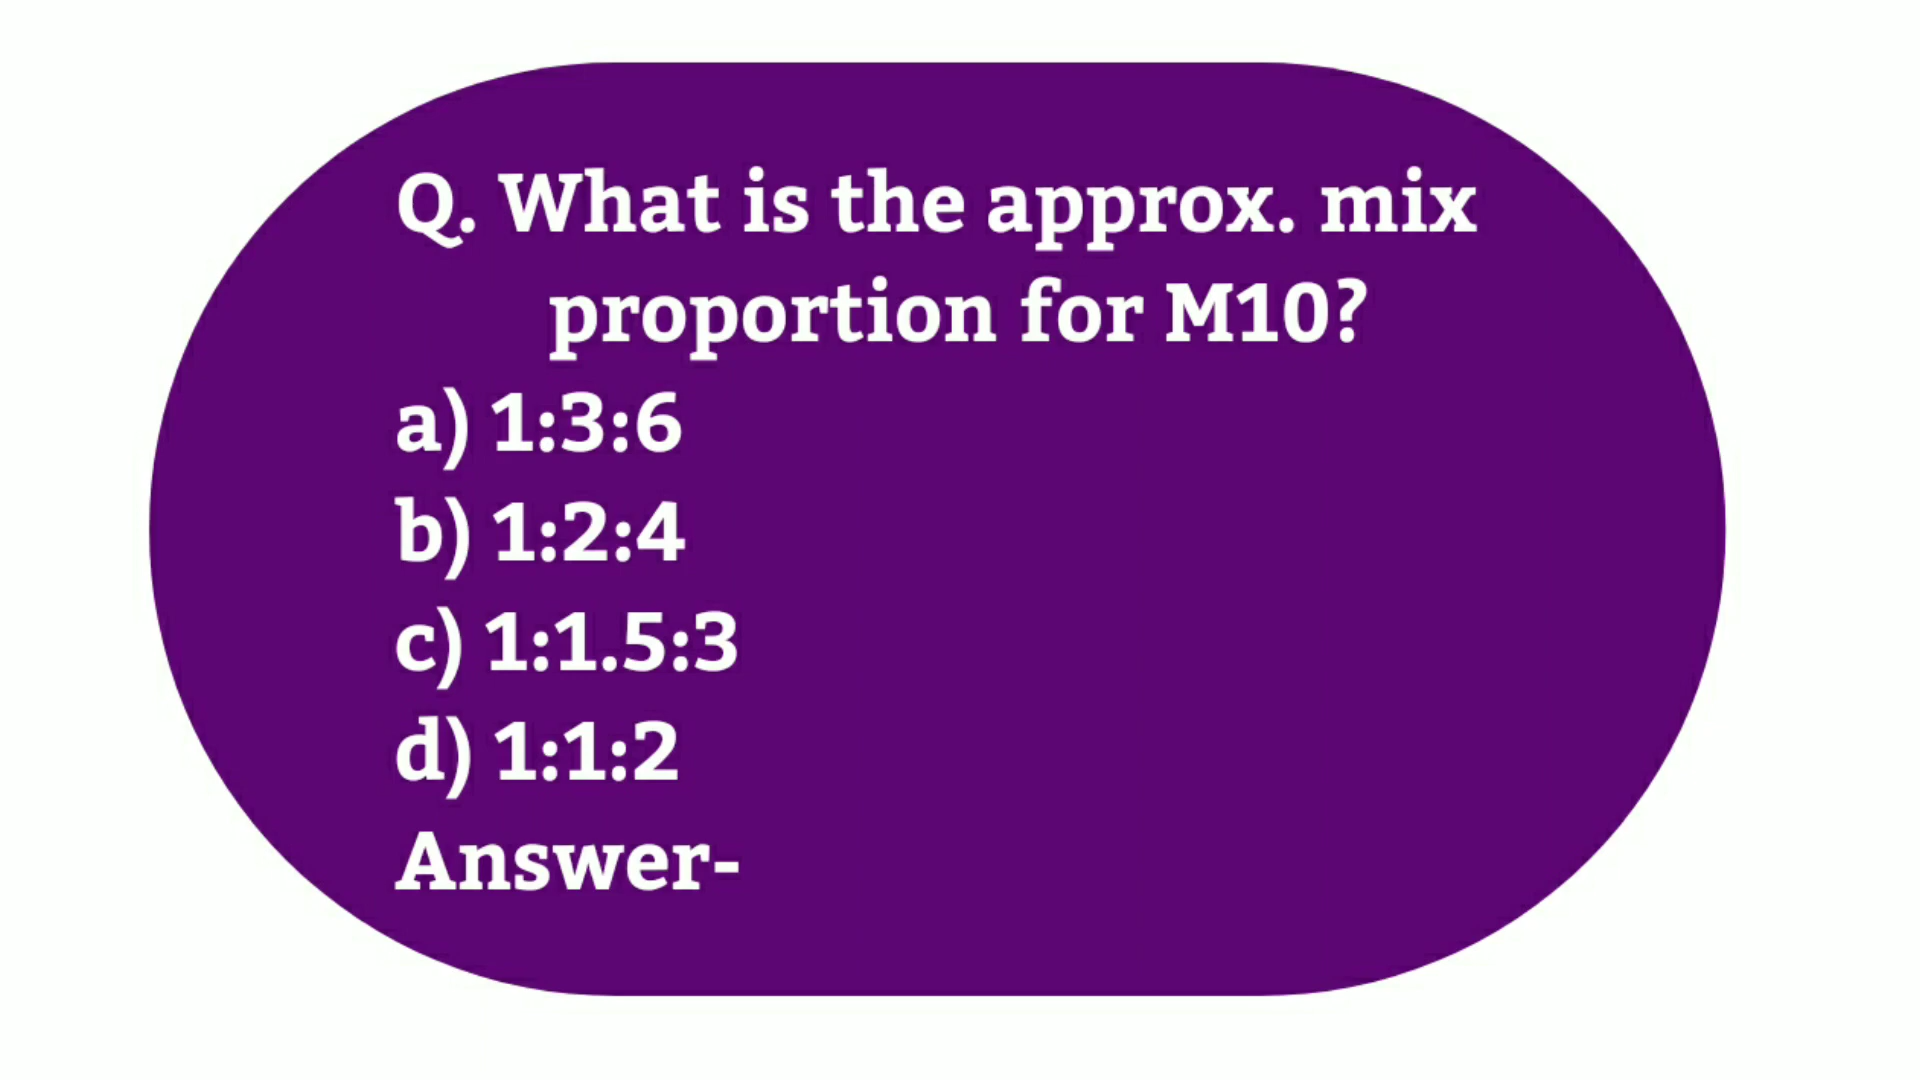 Q. What is the approx. mix
proportion for M10?
a) 1:3:6
b) 1:2:4
c) 1:1.5:3
d) 1:1:2
Answer-